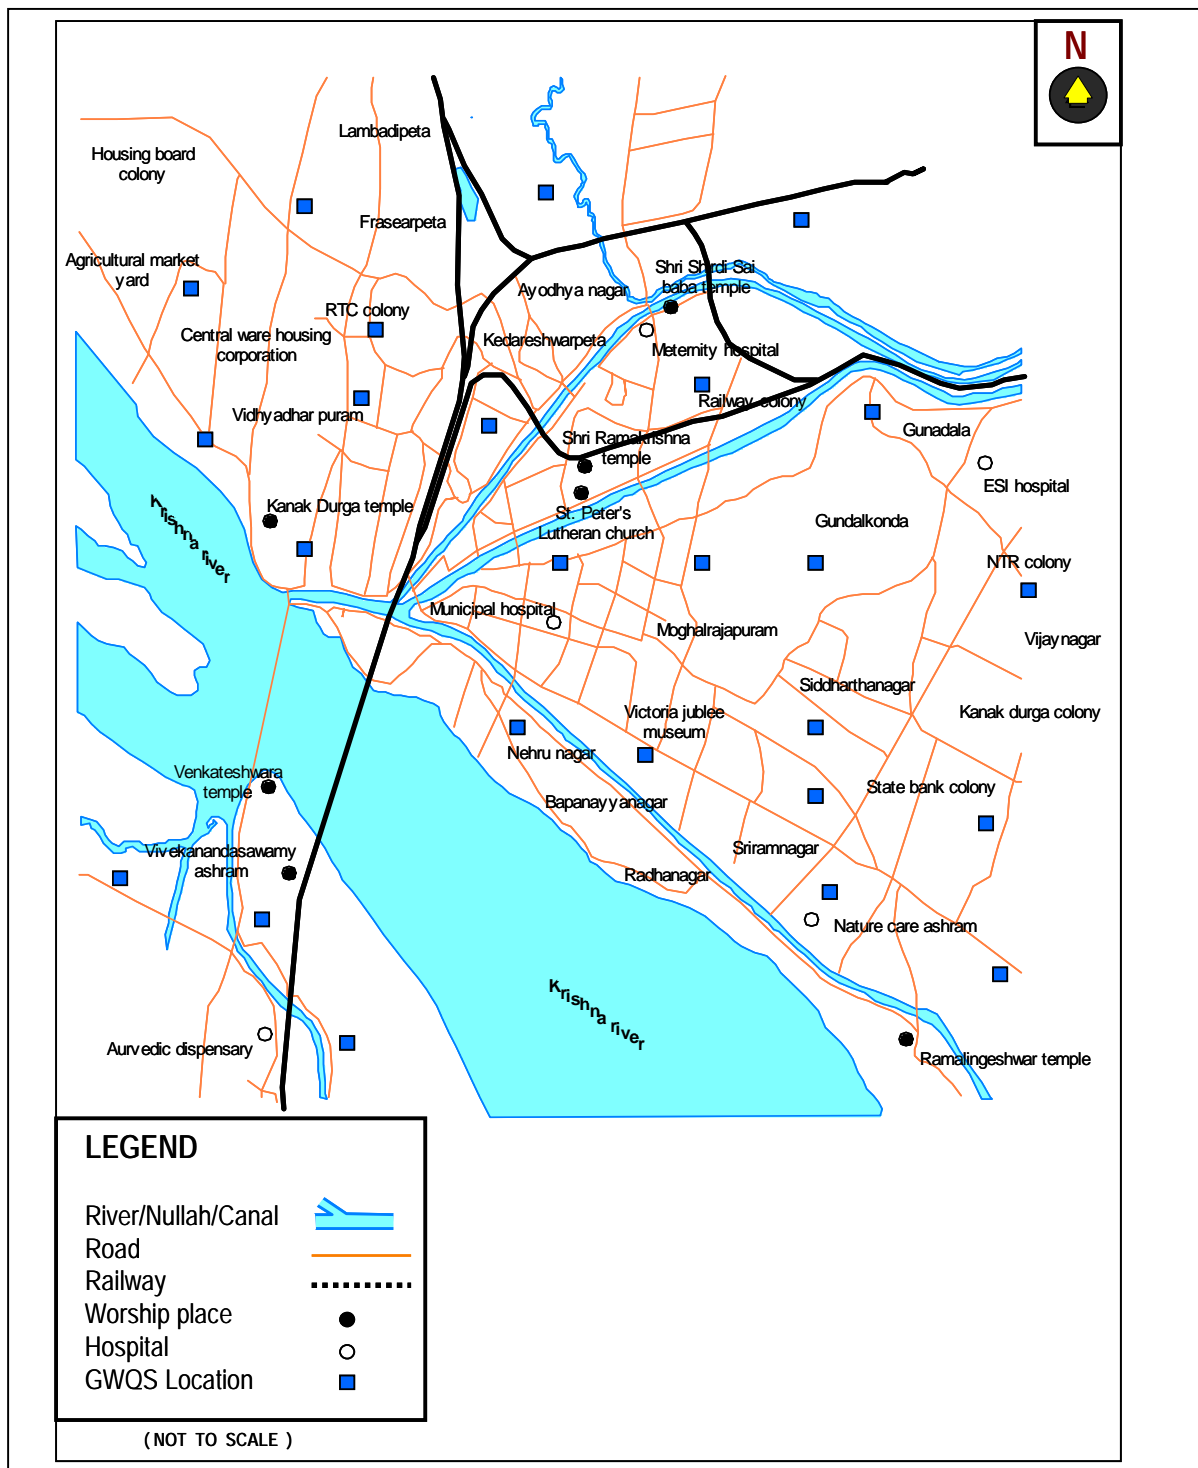 N
Lambadipeta
Housing board
colony
Frasearpeta
Agricultural market
yard
Shri Shirdi Sai
baba temple
Ayodhya nagar
RTC colony
Central ware housing
corporation
Kedareshwarpeta
Meternity hospital
Railway colony
Vidhyadhar puram
Gunadala
Shri Ramakrishna
temple
ESI hospital
Kanak Durga temple
St. Peter's
Lutheran church
Gundalkonda
Krishna river
NTR colony
Municipal hospital
Moghalrajapuram
Vijaynagar
Siddharthanagar
Victoria jublee
museum
Kanak durga colony
Nehru nagar
Venkateshwara
temple
State bank colony
Bapanayyanagar
Sriramnagar
Vivekanandasawamy
ashram
Radhanagar
Nature care ashram
Krishna river
Aurvedic dispensary
Ramalingeshwar temple
LEGEND
River/Nullah/Canal
Road
Railway
Worship place
Hospital
GWQS Location
( NOT TO SCALE )